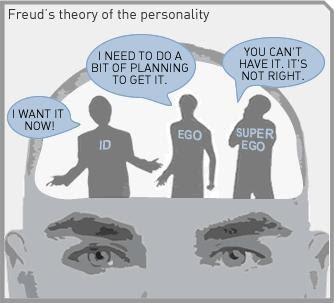 Freud's theory of the personality
I WANT IT
NOW!
I NEED TO DO A
BIT OF PLANNING
TO GET IT.
YOU CAN'T
HAVE IT. IT'S
NOT RIGHT.
ID
EGO
SUPER
EGO